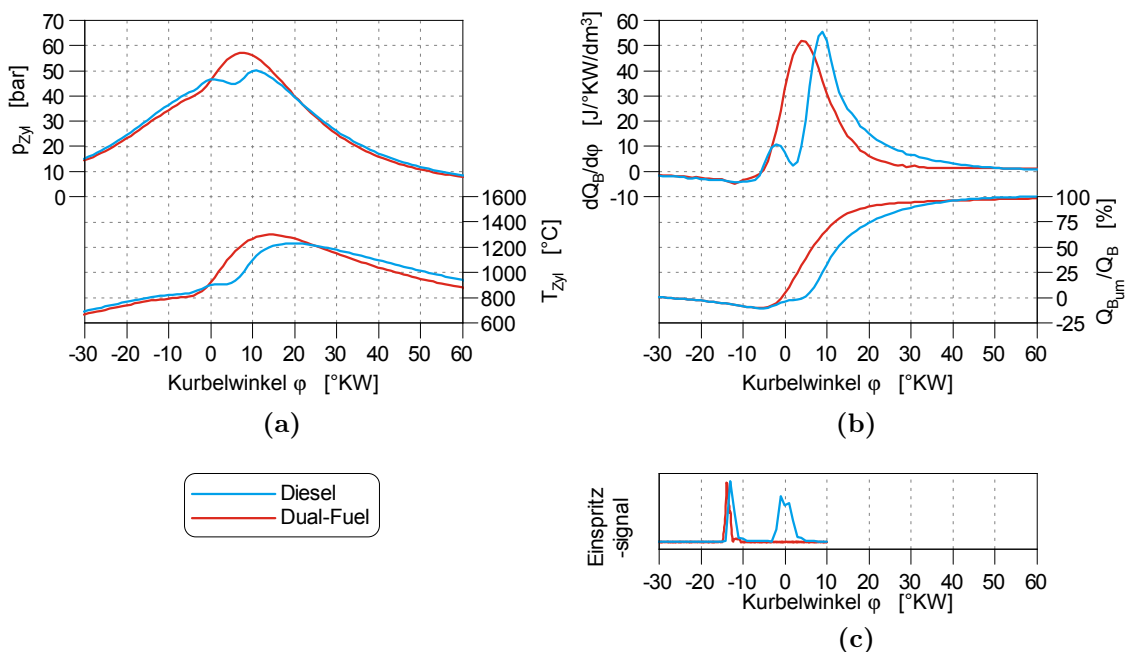 70
60
50
40
30
20
10
0
p_Zyl [bar]
1600
1400
1200
1000
800
600
T_Zyl [°C]
-30 -20 -10 0 10 20 30 40 50 60
Kurbelwinkel φ [°KW]
(a)
60
50
40
30
20
10
0
-10
dQ_B/dφ [J/°KW/dm³]
100
75
50
25
0
-25
Q_Bum/Q_B [%]
-30 -20 -10 0 10 20 30 40 50 60
Kurbelwinkel φ [°KW]
(b)
Diesel
Dual-Fuel
Einspritz
-signal
-30 -20 -10 0 10 20 30 40 50 60
Kurbelwinkel φ [°KW]
(c)